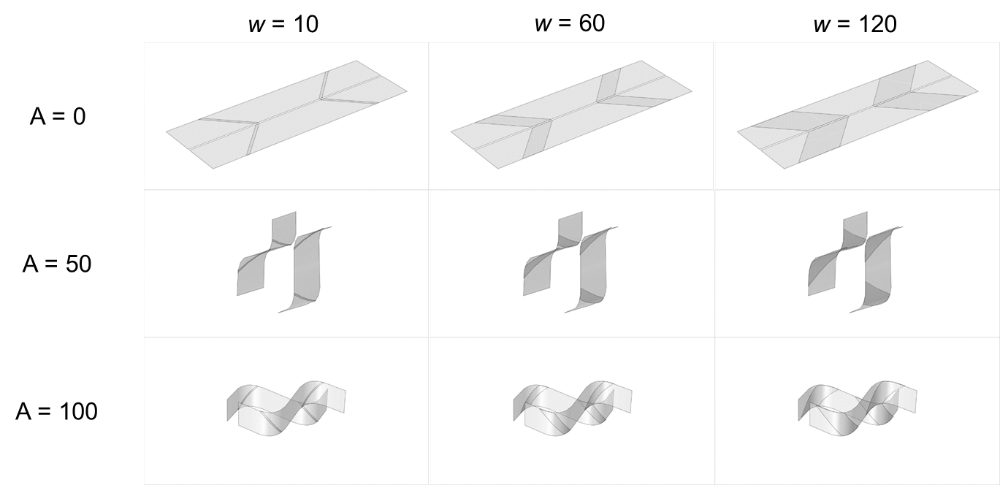 w = 10
w = 60
w = 120
A = 0
A = 50
A = 100